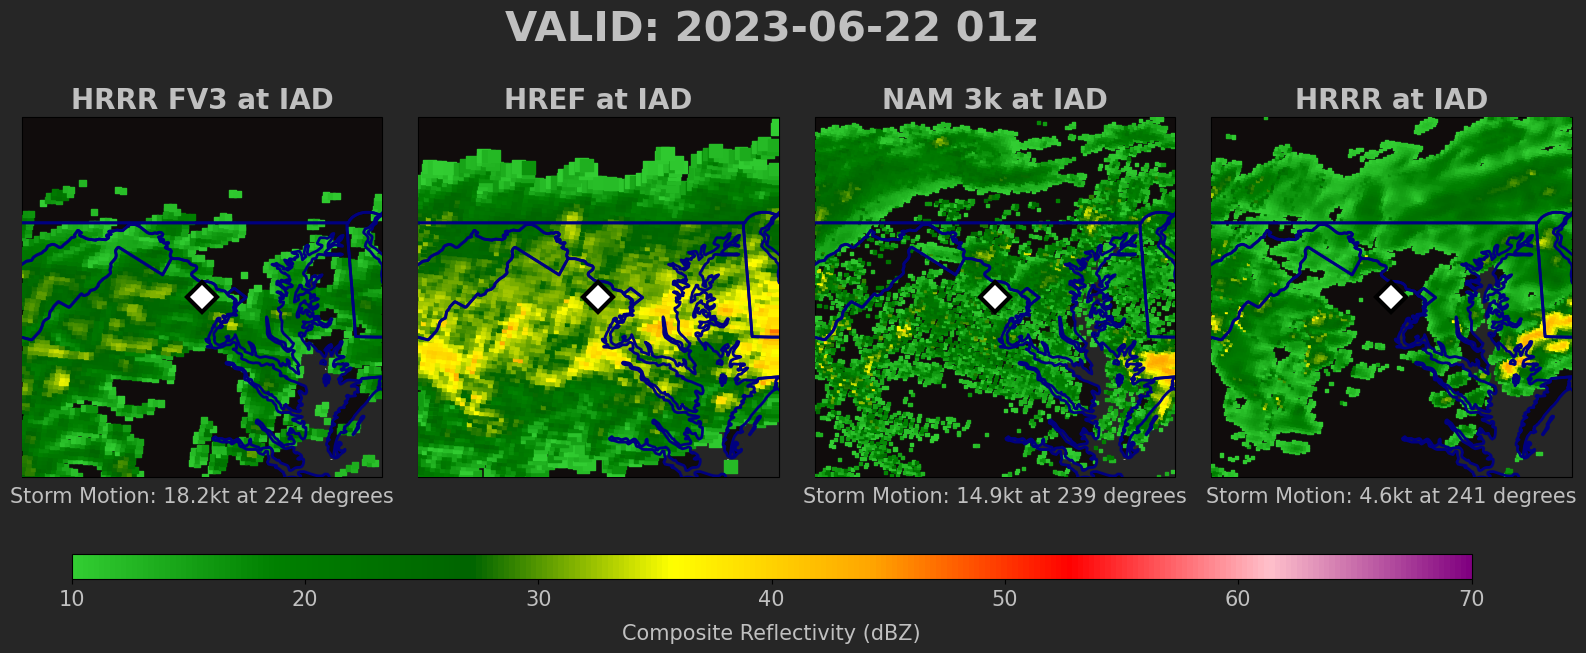 VALID: 2023-06-22 01z
HRRR FV3 at IAD
HREF at IAD
NAM 3k at IAD
HRRR at IAD
Storm Motion: 18.2kt at 224 degrees
Storm Motion: 14.9kt at 239 degrees
Storm Motion: 4.6kt at 241 degrees
10 20 30 40 50 60 70
Composite Reflectivity (dBZ)